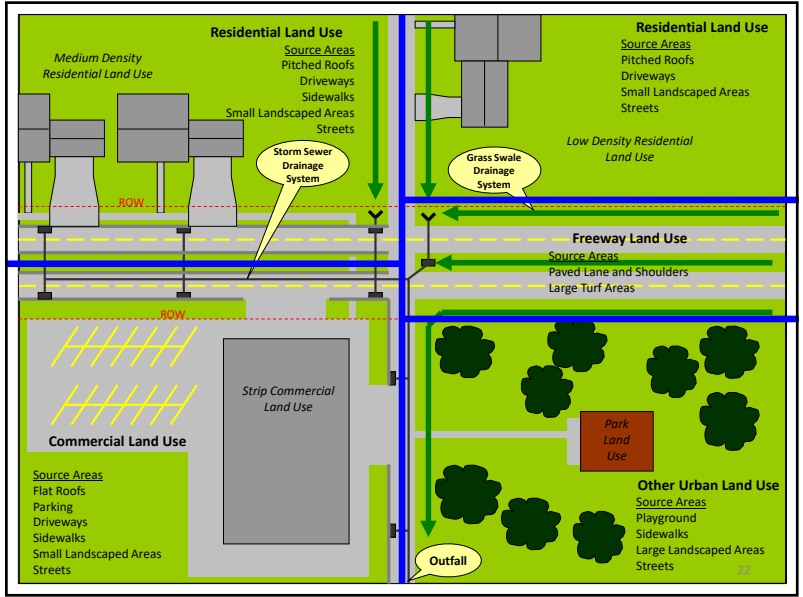 Residential Land Use
Source Areas
Pitched Roofs
Driveways
Sidewalks
Small Landscaped Areas
Streets
Medium Density
Residential Land Use
Residential Land Use
Source Areas
Pitched Roofs
Driveways
Small Landscaped Areas
Streets
Low Density Residential
Land Use
Storm Sewer
Drainage
System
Grass Swale
Drainage
System
ROW
Freeway Land Use
Source Areas
Paved Lane and Shoulders
Large Turf Areas
ROW
Strip Commercial
Land Use
Commercial Land Use
Source Areas
Flat Roofs
Parking
Driveways
Sidewalks
Small Landscaped Areas
Streets
Park
Land
Use
Other Urban Land Use
Source Areas
Playground
Sidewalks
Large Landscaped Areas
Streets
Outfall
22